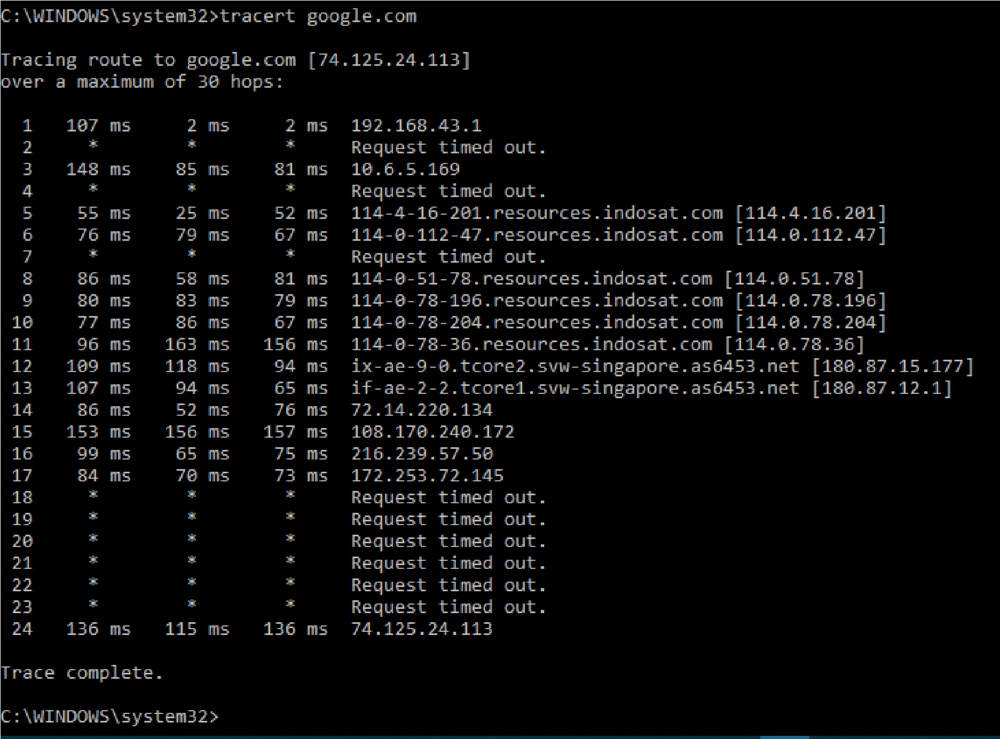 C:\WINDOWS\system32>tracert google.com
Tracing route to google.com [74.125.24.113]
over a maximum of 30 hops:
1 107 ms 2 ms 2 ms 192.168.43.1
2 * * * Request timed out.
3 148 ms 85 ms 81 ms 10.6.5.169
4 * * * Request timed out.
5 55 ms 25 ms 52 ms 114-4-16-201.resources.indosat.com [114.4.16.201]
6 76 ms 79 ms 67 ms 114-0-112-47.resources.indosat.com [114.0.112.47]
7 * * * Request timed out.
8 86 ms 58 ms 81 ms 114-0-51-78.resources.indosat.com [114.0.51.78]
9 80 ms 83 ms 79 ms 114-0-78-196.resources.indosat.com [114.0.78.196]
10 77 ms 86 ms 67 ms 114-0-78-204.resources.indosat.com [114.0.78.204]
11 96 ms 163 ms 156 ms 114-0-78-36.resources.indosat.com [114.0.78.36]
12 109 ms 118 ms 94 ms ix-ae-9-0.tcore2.svw-singapore.as6453.net [180.87.15.177]
13 107 ms 94 ms 65 ms if-ae-2-2.tcore1.svw-singapore.as6453.net [180.87.12.1]
14 86 ms 52 ms 76 ms 72.14.220.134
15 153 ms 156 ms 157 ms 108.170.240.172
16 99 ms 65 ms 75 ms 216.239.57.50
17 84 ms 70 ms 73 ms 172.253.72.145
18 * * * Request timed out.
19 * * * Request timed out.
20 * * * Request timed out.
21 * * * Request timed out.
22 * * * Request timed out.
23 * * * Request timed out.
24 136 ms 115 ms 136 ms 74.125.24.113
Trace complete.
C:\WINDOWS\system32>